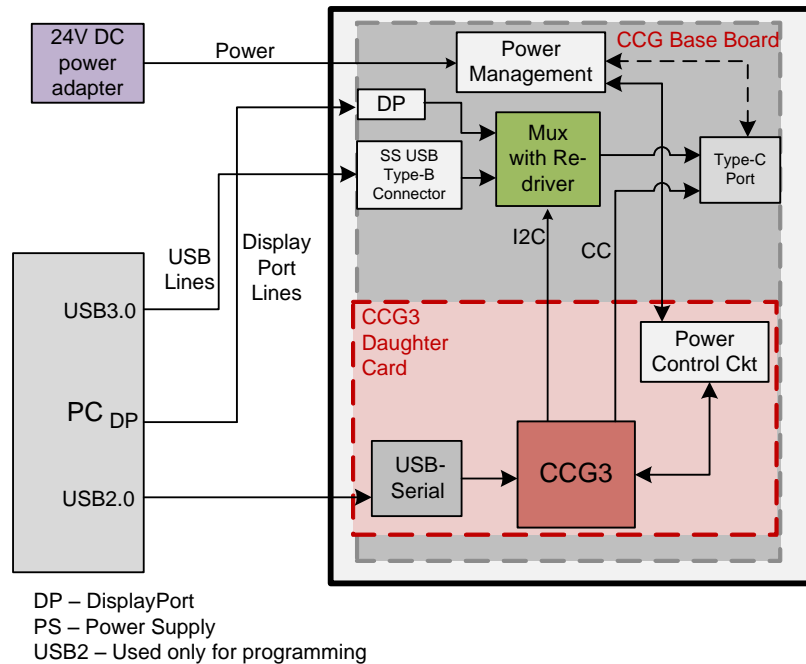 24V DC
power
adapter
Power
Power
Management
CCG Base Board
DP
SS USB
Type-B
Connector
Mux
with Re-
driver
Type-C
Port
I2C
CC
USB
Lines
Display
Port
Lines
USB3.0
PC
DP
USB2.0
CCG3
Daughter
Card
Power
Control Ckt
USB-
Serial
CCG3
DP – DisplayPort
PS – Power Supply
USB2 – Used only for programming